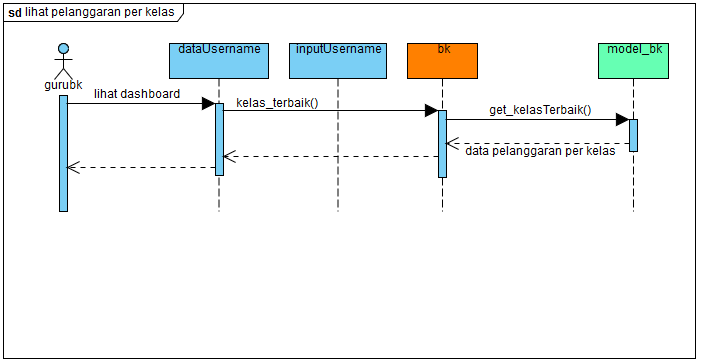 sd lihat pelanggaran per kelas
dataUsername
inputUsername
bk
model_bk
gurubk
lihat dashboard
kelas_terbaik()
get_kelasTerbaik()
data pelanggaran per kelas